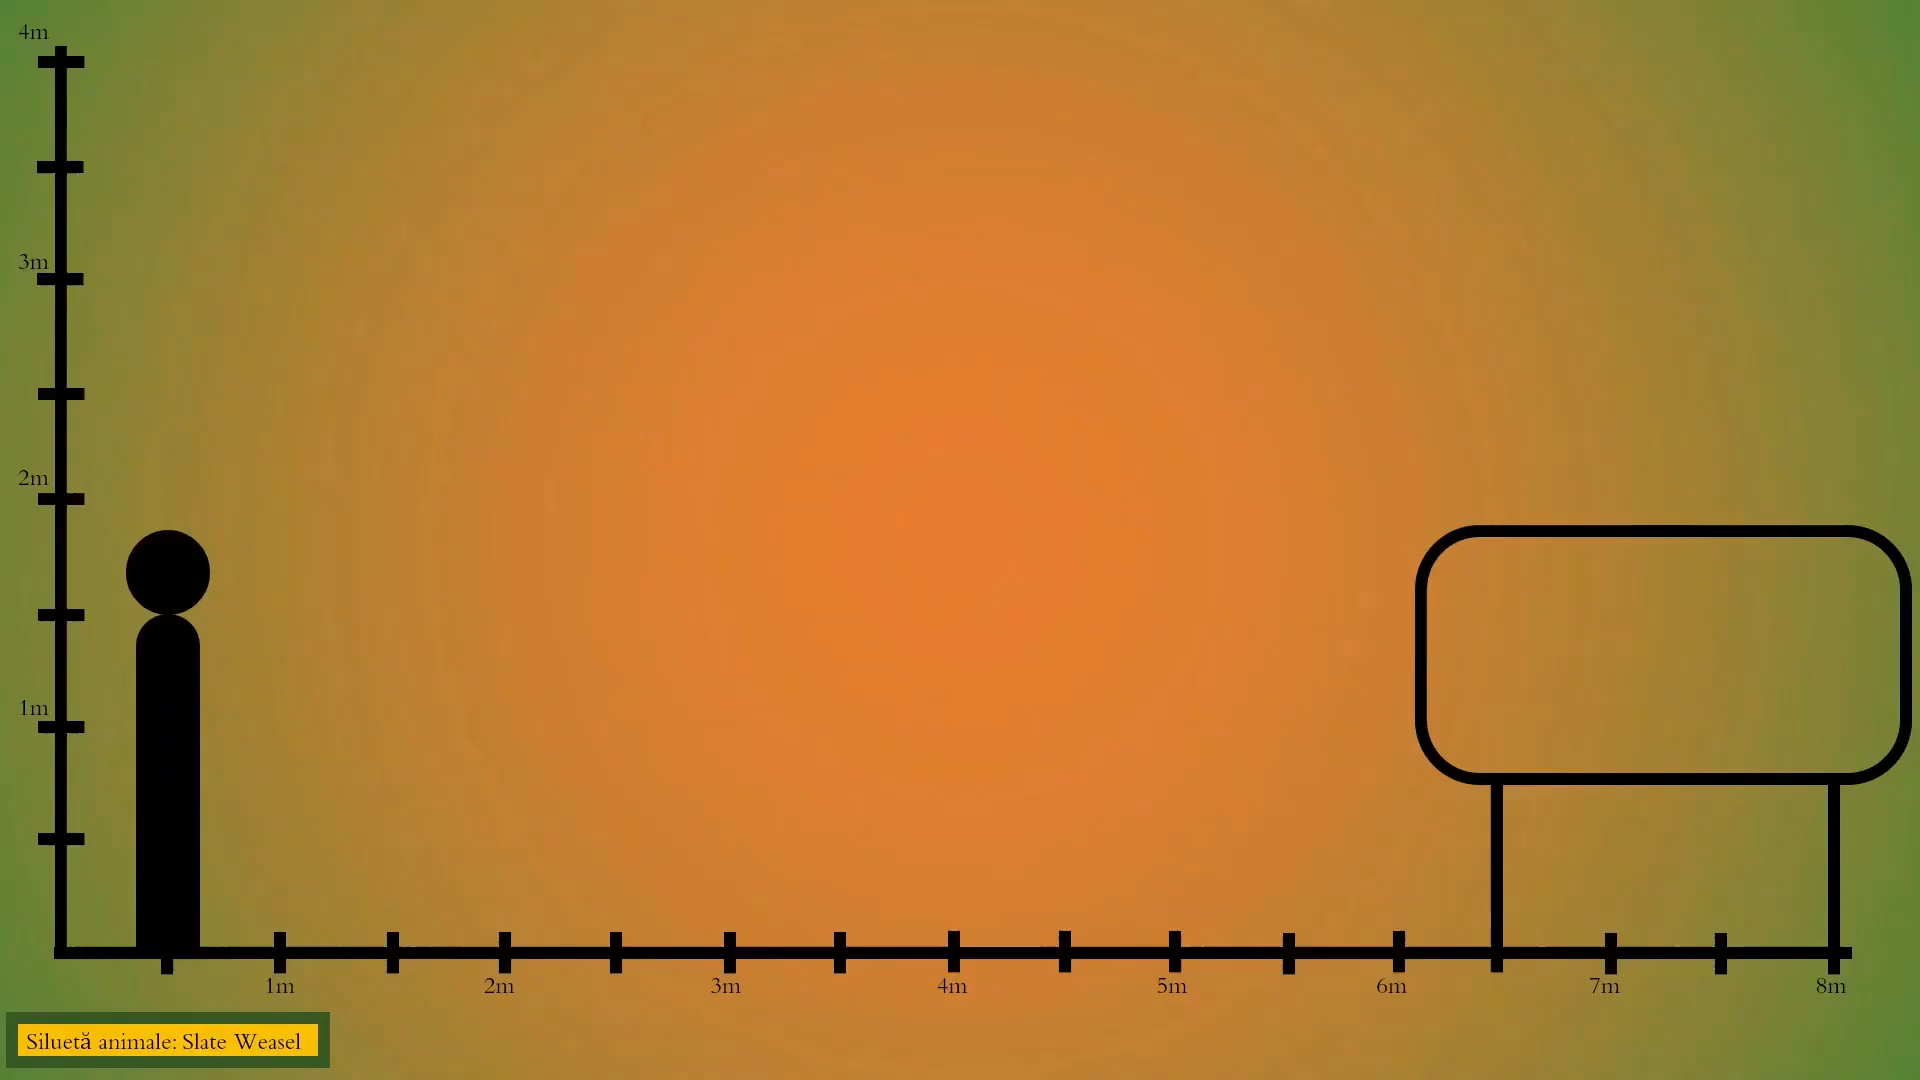 4m
3m
2m
1m
1m 2m 3m 4m 5m 6m 7m 8m
Siluetă animale: Slate Weasel